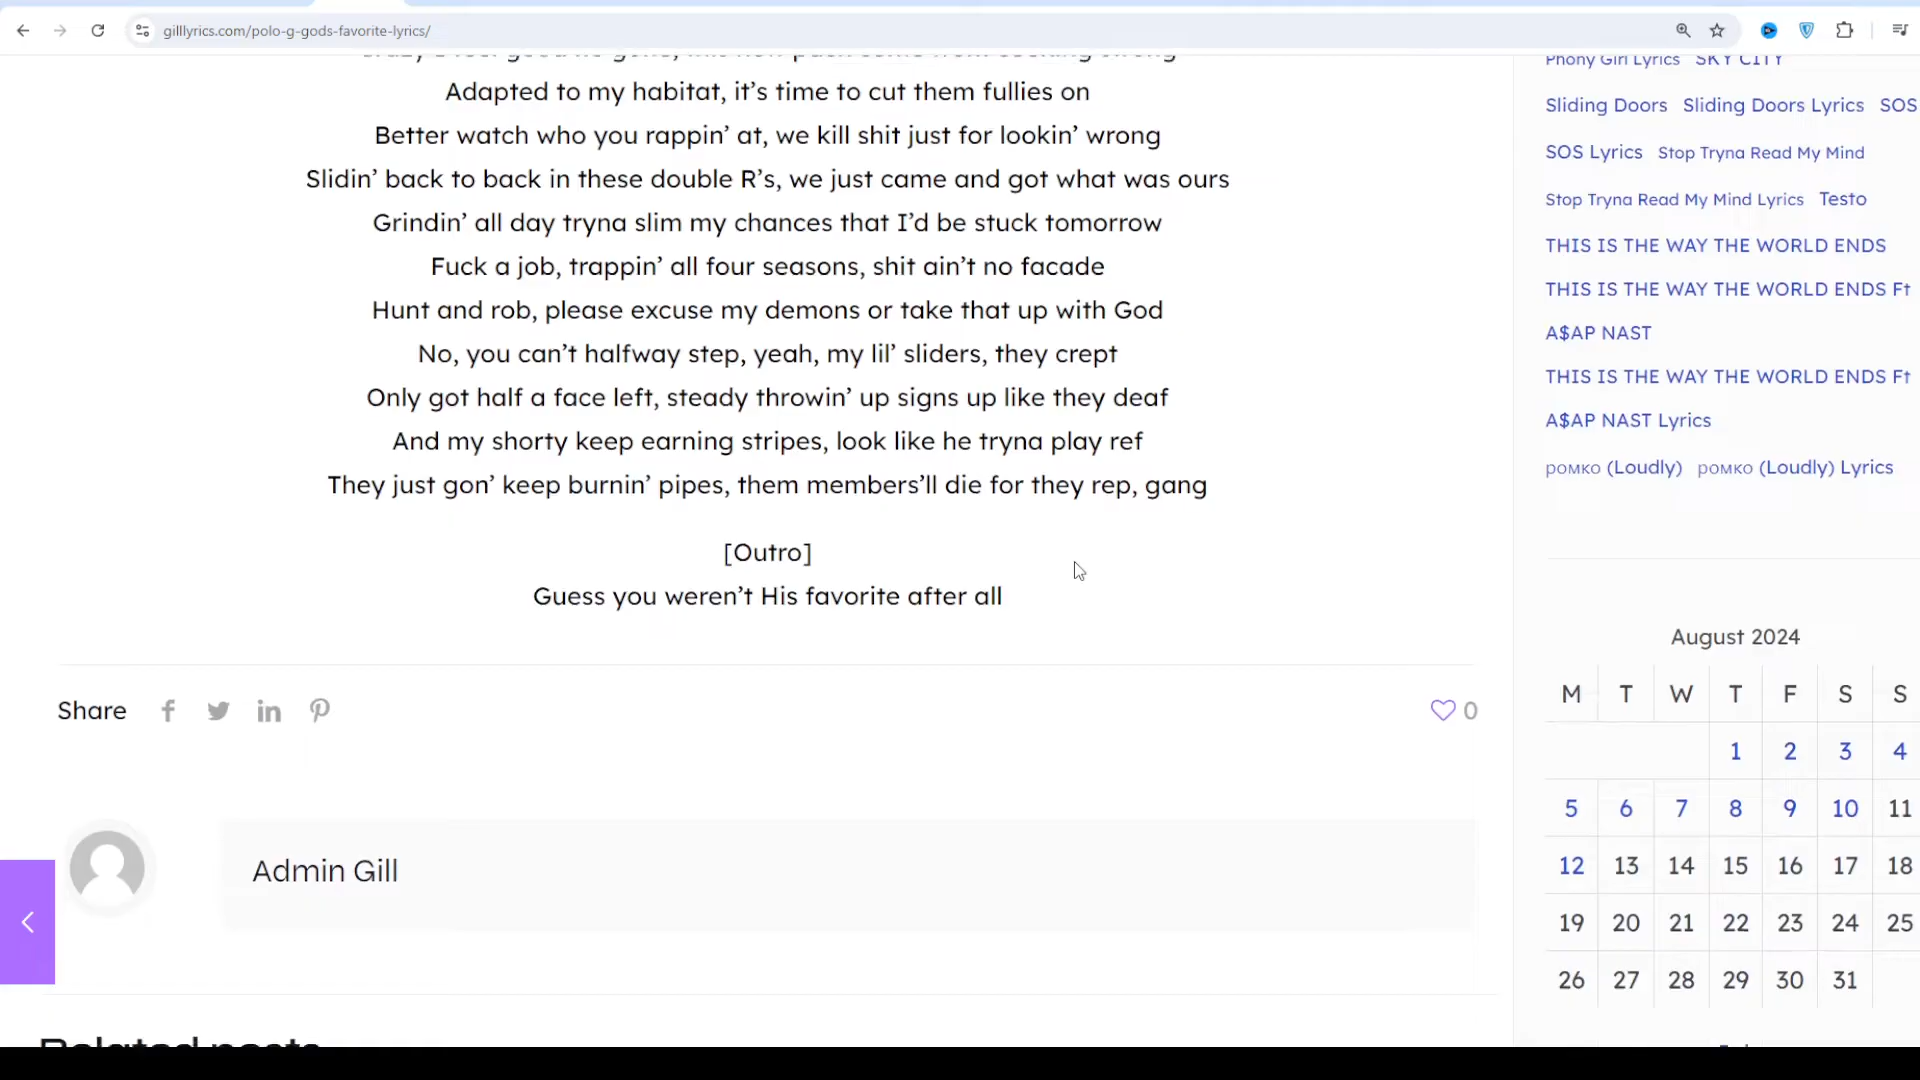 gilllyrics.com/polo-g-gods-favorite-lyrics/
Adapted to my habitat, it’s time to cut them fullies on
Better watch who you rappin’ at, we kill shit just for lookin’ wrong
Slidin’ back to back in these double R’s, we just came and got what was ours
Grindin’ all day tryna slim my chances that I’d be stuck tomorrow
Fuck a job, trappin’ all four seasons, shit ain’t no facade
Hunt and rob, please excuse my demons or take that up with God
No, you can’t halfway step, yeah, my lil’ sliders, they crept
Only got half a face left, steady throwin’ up signs up like they deaf
And my shorty keep earning stripes, look like he tryna play ref
They just gon’ keep burnin’ pipes, them members’ll die for they rep, gang
[Outro]
Guess you weren’t His favorite after all
Share
0
Admin Gill
Related posts
Phony Girl Lyrics SKY CITY
Sliding Doors Sliding Doors Lyrics SOS
SOS Lyrics Stop Tryna Read My Mind
Stop Tryna Read My Mind Lyrics Testo
THIS IS THE WAY THE WORLD ENDS
THIS IS THE WAY THE WORLD ENDS Ft
A$AP NAST
THIS IS THE WAY THE WORLD ENDS Ft
A$AP NAST Lyrics
ромко (Loudly) ромко (Loudly) Lyrics
August 2024
M T W T F S S
1 2 3 4
5 6 7 8 9 10 11
12 13 14 15 16 17 18
19 20 21 22 23 24 25
26 27 28 29 30 31